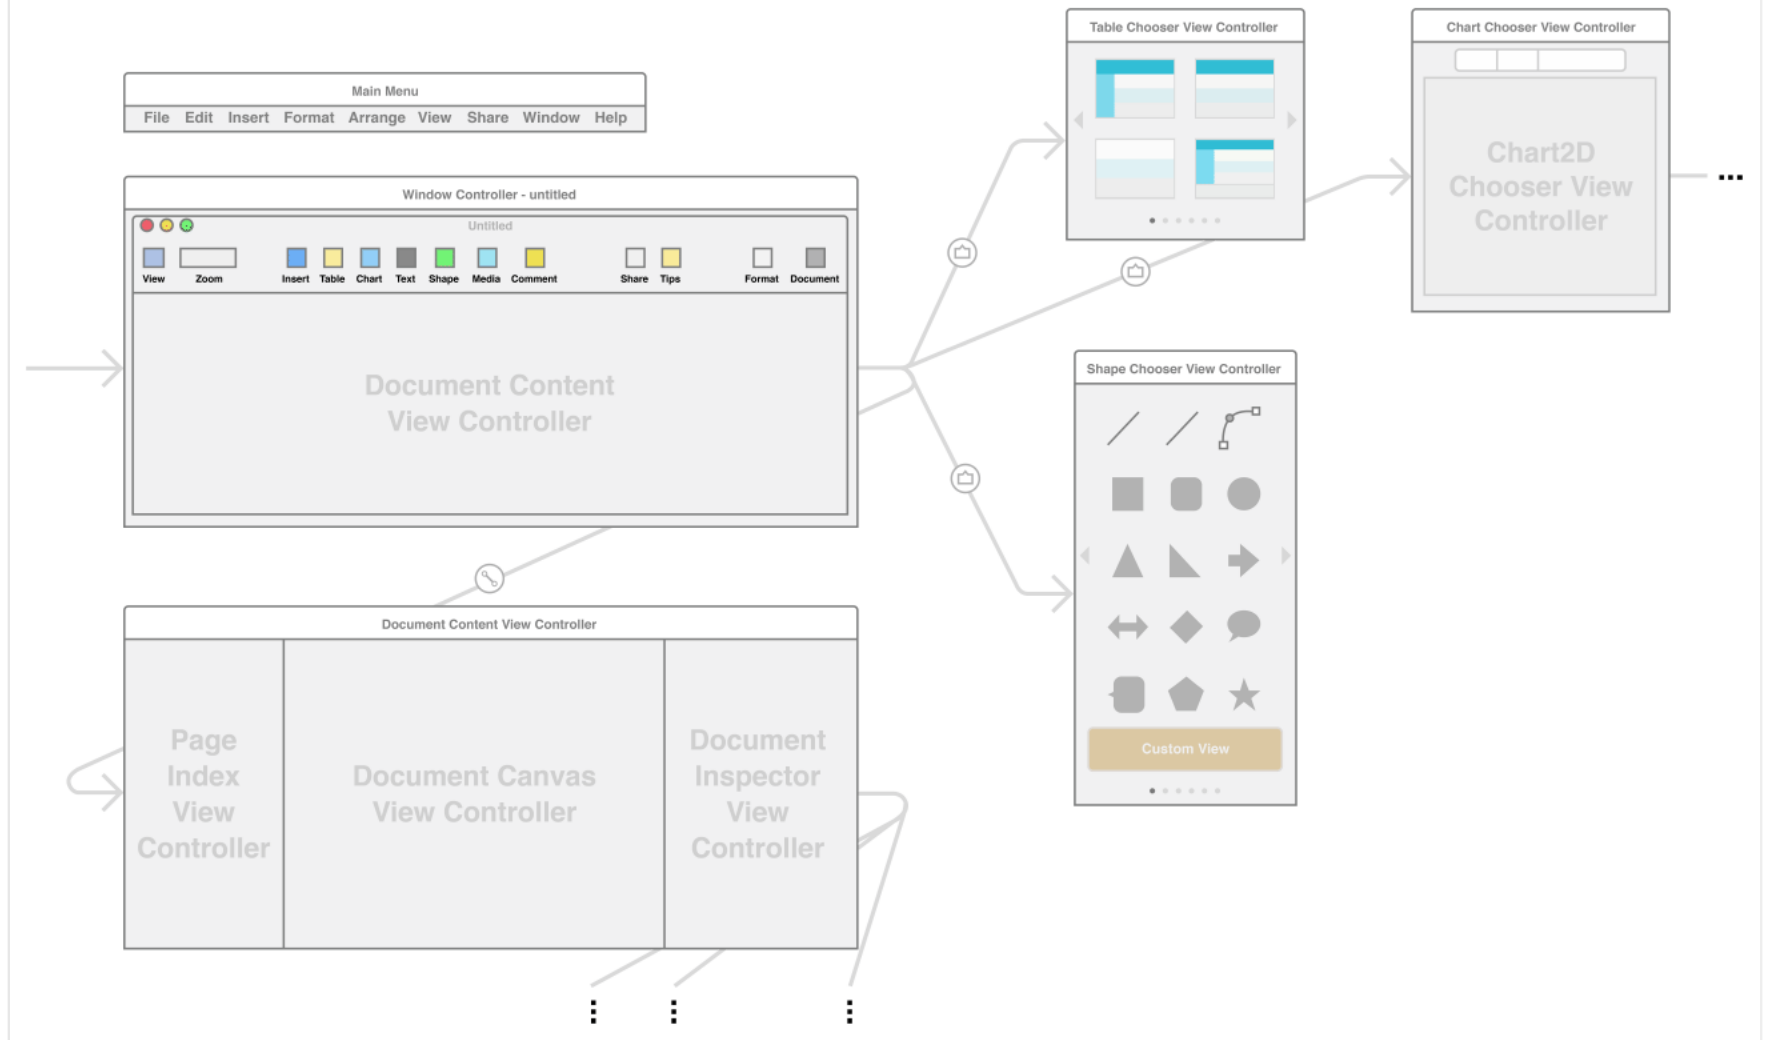 Main Menu
File Edit Insert Format Arrange View Share Window Help
Window Controller - untitled
Untitled
View Zoom Insert Table Chart Text Shape Media Comment Share Tips Format Document
Document Content
View Controller
Document Content View Controller
Page
Index
View
Controller
Document Canvas
View Controller
Document
Inspector
View
Controller
Table Chooser View Controller
Chart Chooser View Controller
Chart2D
Chooser View
Controller
Shape Chooser View Controller
Custom View